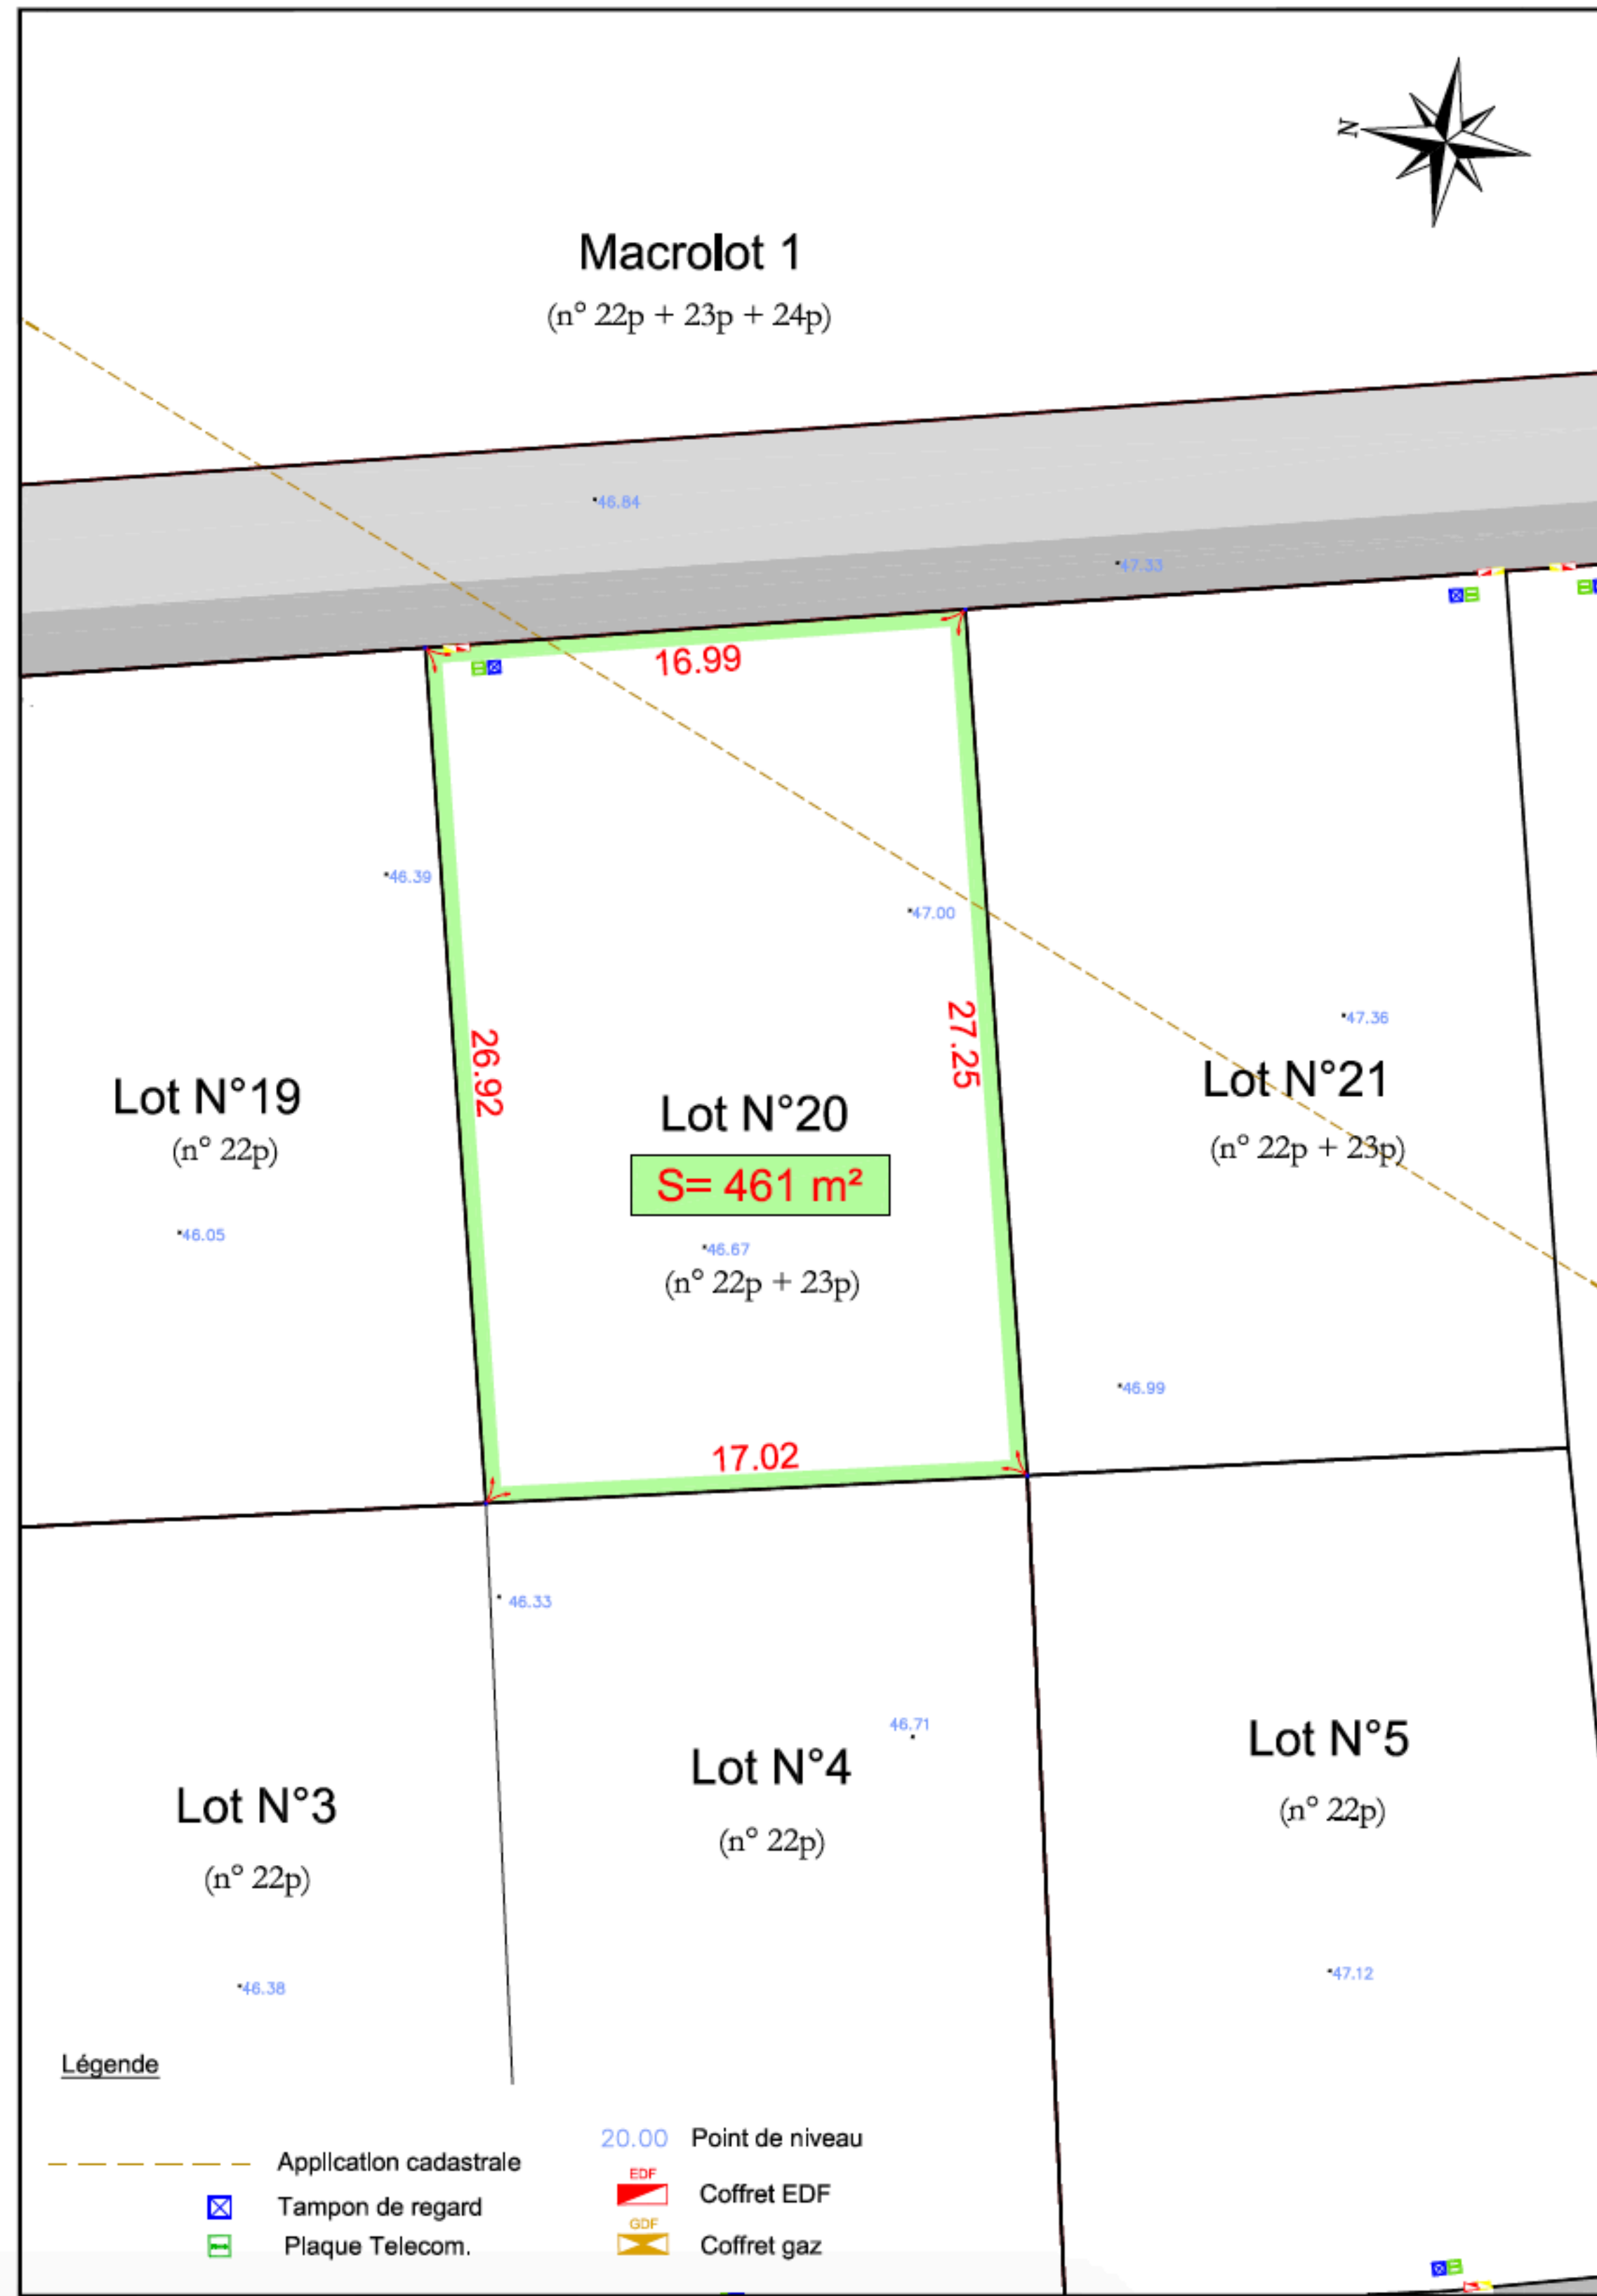 N
Macrolot 1
(n° 22p + 23p + 24p)
46.84
47.33
16.99
46.39
47.00
26.92
27.25
47.36
Lot N°19
(n° 22p)
Lot N°20
S= 461 m²
46.67
(n° 22p + 23p)
Lot N°21
(n° 22p + 23p)
46.05
46.99
17.02
46.33
46.71
Lot N°3
(n° 22p)
Lot N°4
(n° 22p)
Lot N°5
(n° 22p)
46.38
47.12
Légende
Application cadastrale
Tampon de regard
Plaque Telecom.
20.00 Point de niveau
EDF
Coffret EDF
GDF
Coffret gaz